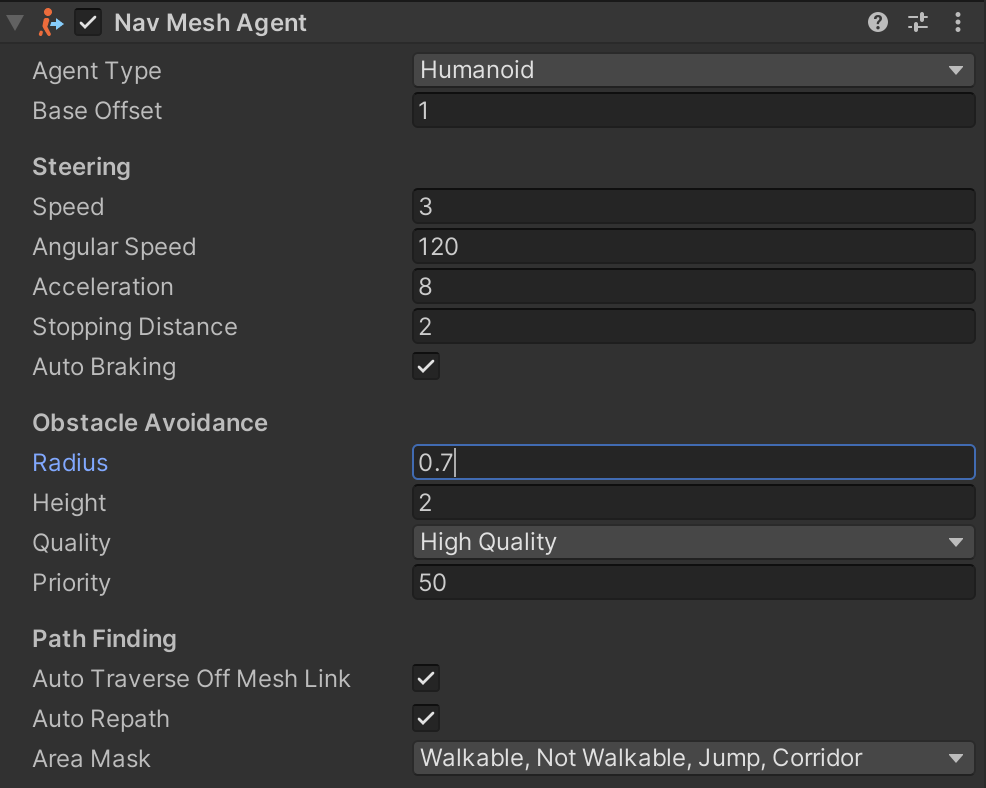 Nav Mesh Agent
Agent Type Humanoid
Base Offset 1
Steering
Speed 3
Angular Speed 120
Acceleration 8
Stopping Distance 2
Auto Braking
Obstacle Avoidance
Radius 0.7
Height 2
Quality High Quality
Priority 50
Path Finding
Auto Traverse Off Mesh Link
Auto Repath
Area Mask Walkable, Not Walkable, Jump, Corridor